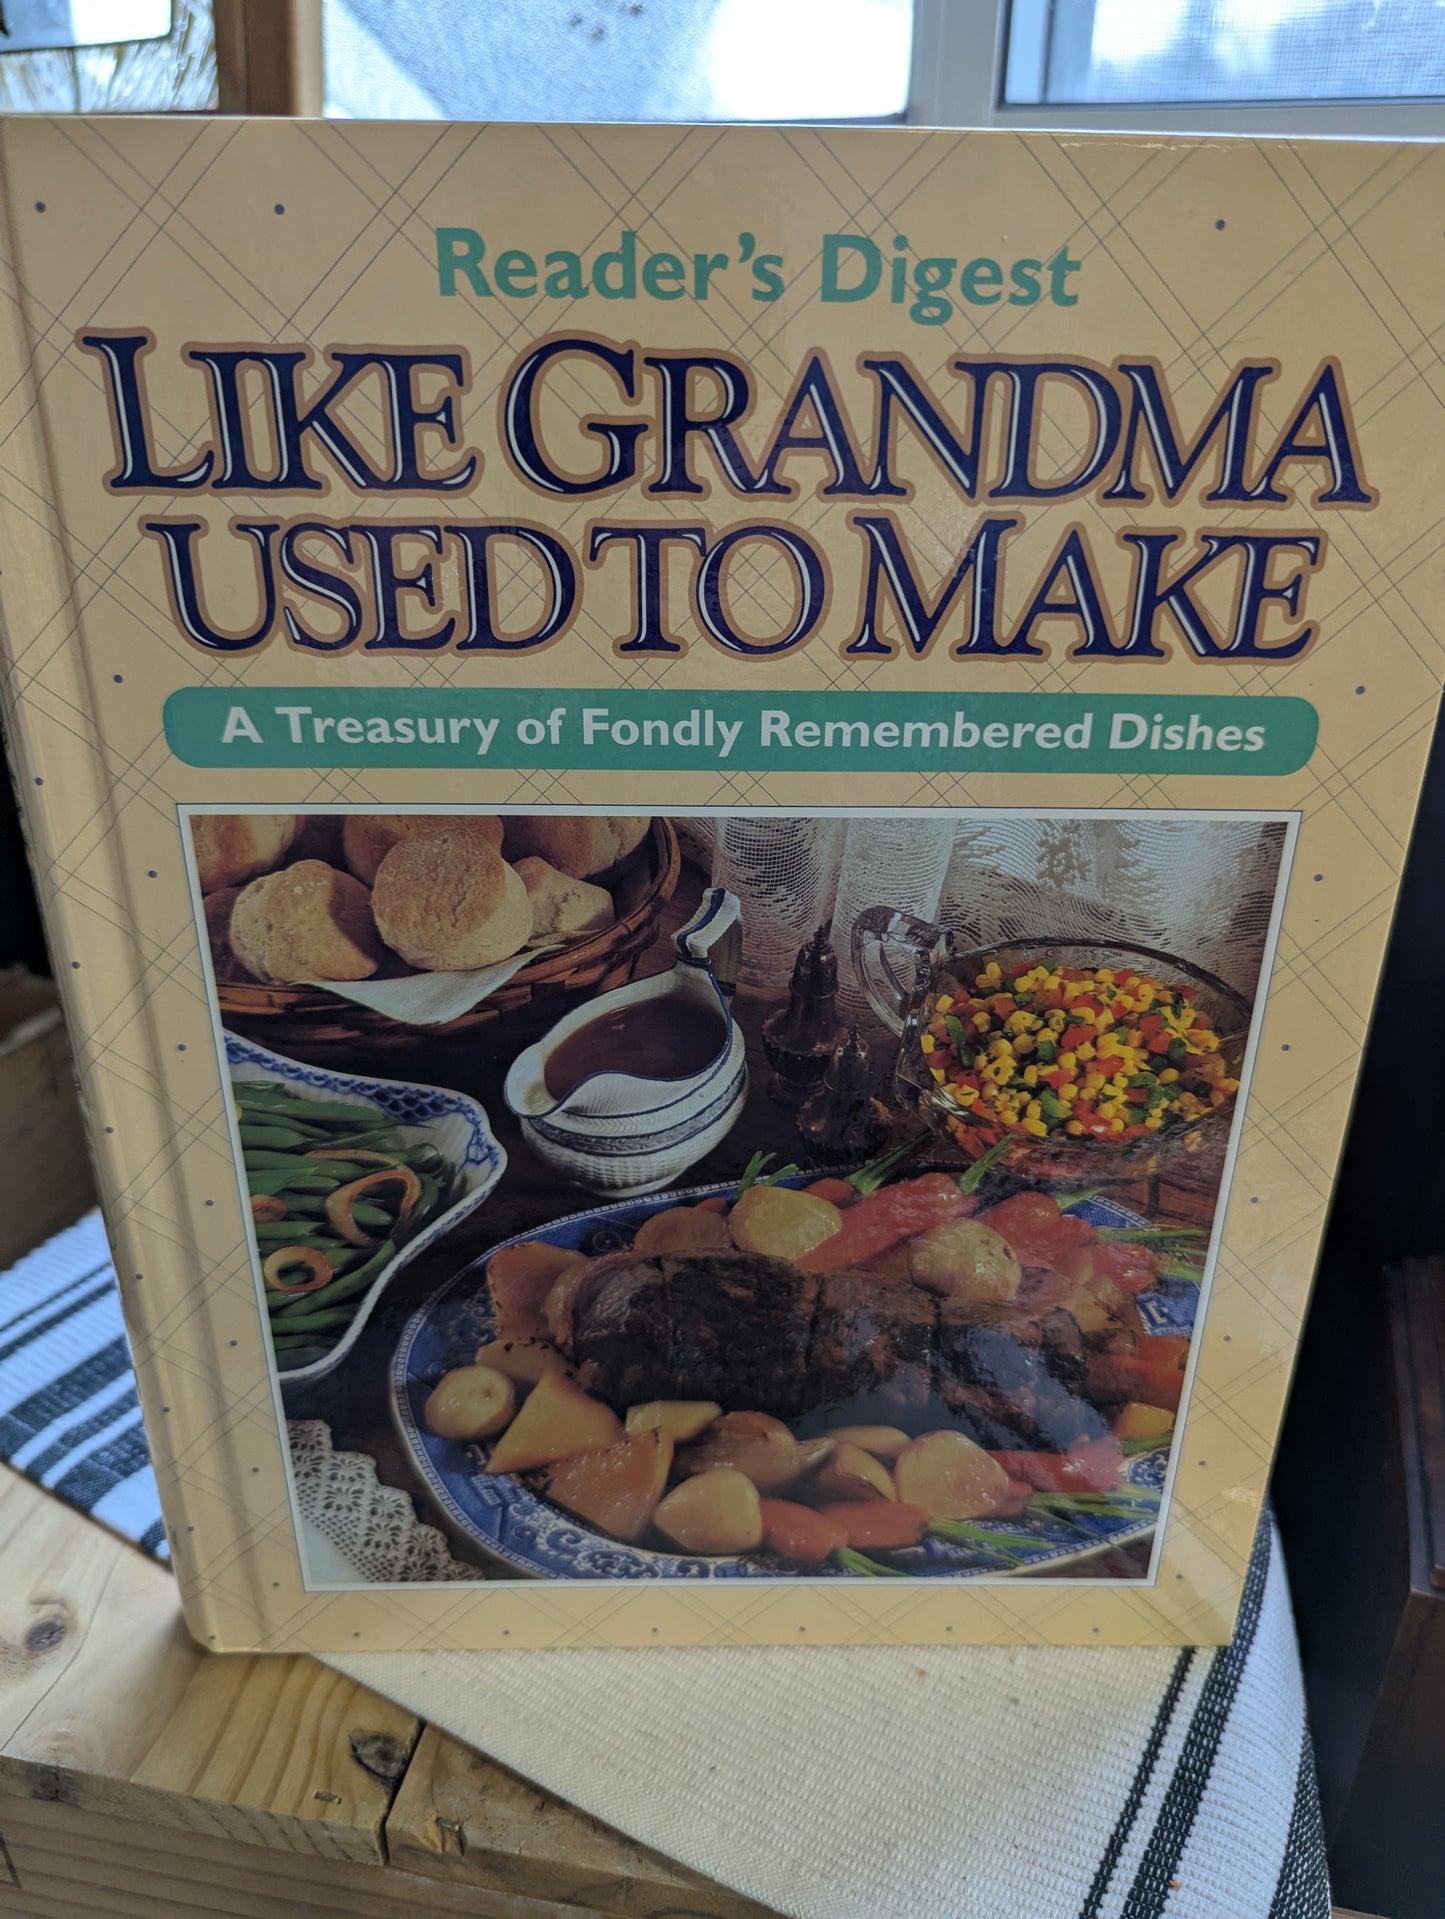 Reader's Digest
LIKE GRANDMA
USED TO MAKE
A Treasury of Fondly Remembered Dishes